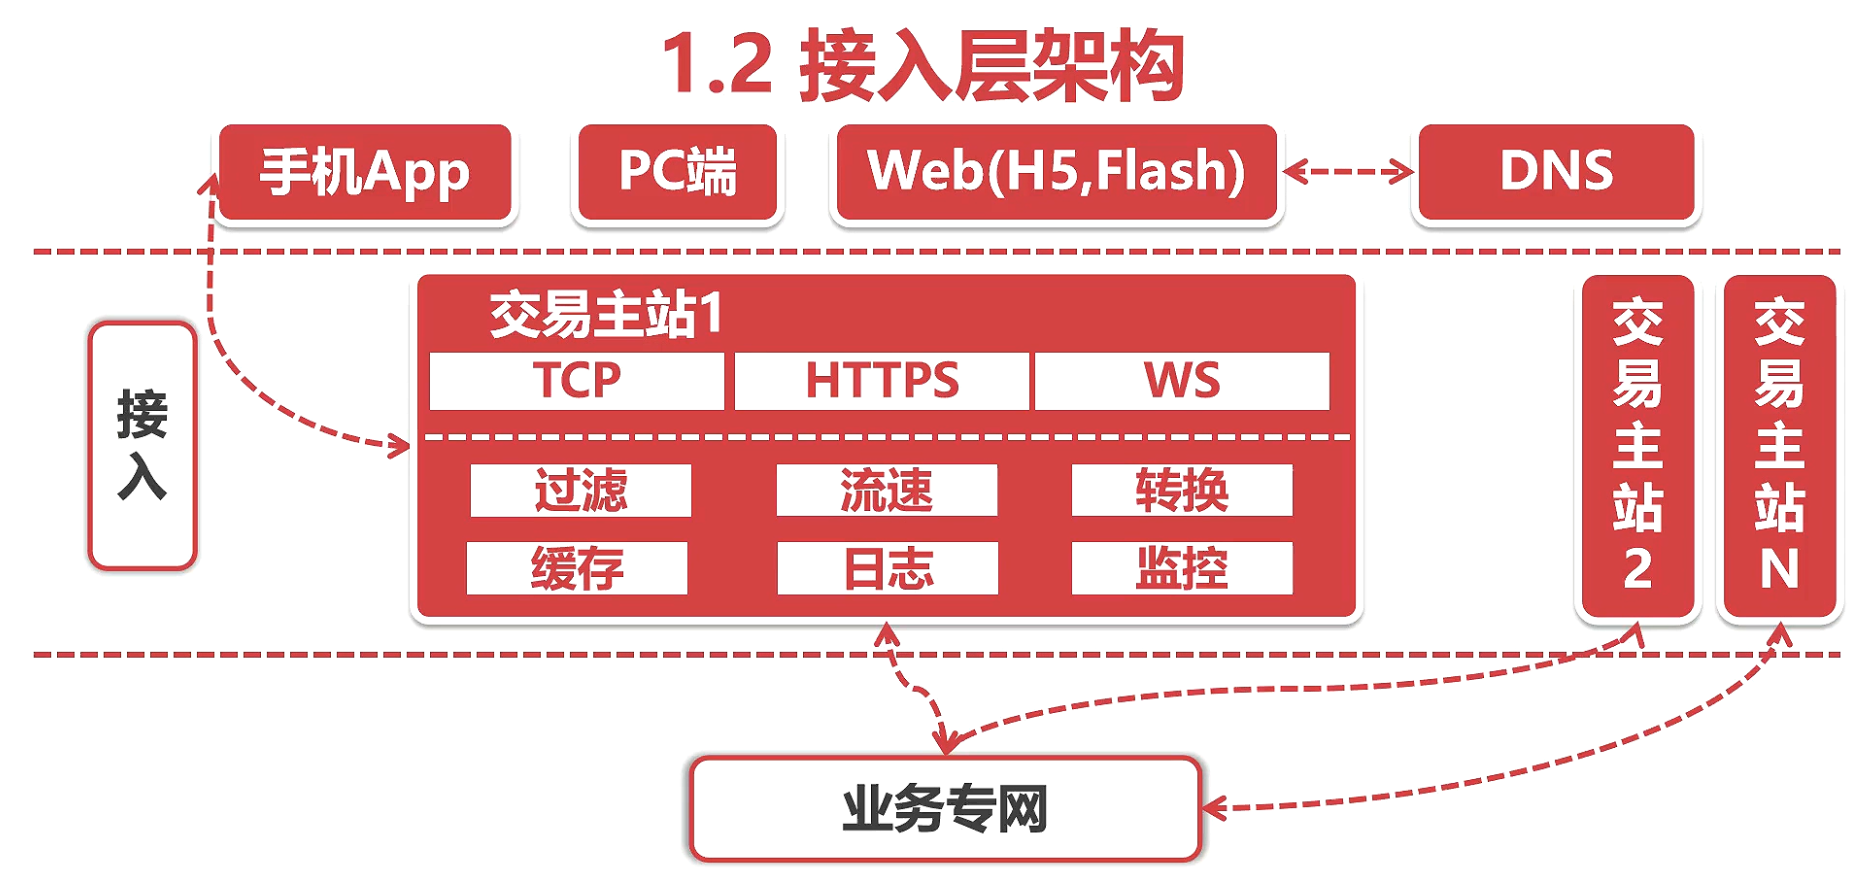 1.2 接入层架构
手机App
PC端
Web(H5,Flash)
DNS
接入
交易主站1
TCP
HTTPS
WS
过滤
流速
转换
缓存
日志
监控
交易主站2
交易主站N
业务专网